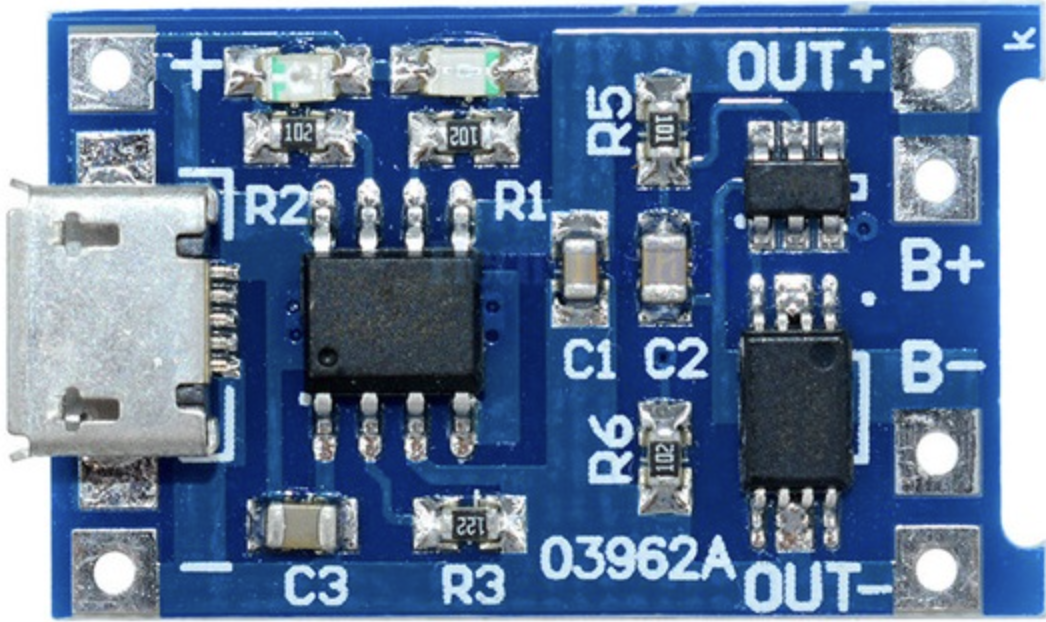 +
OUT+
k
102
102
R5
101
R2
R1
B+
C1
C2
B-
R6
102
122
03962A
-
C3
R3
OUT-